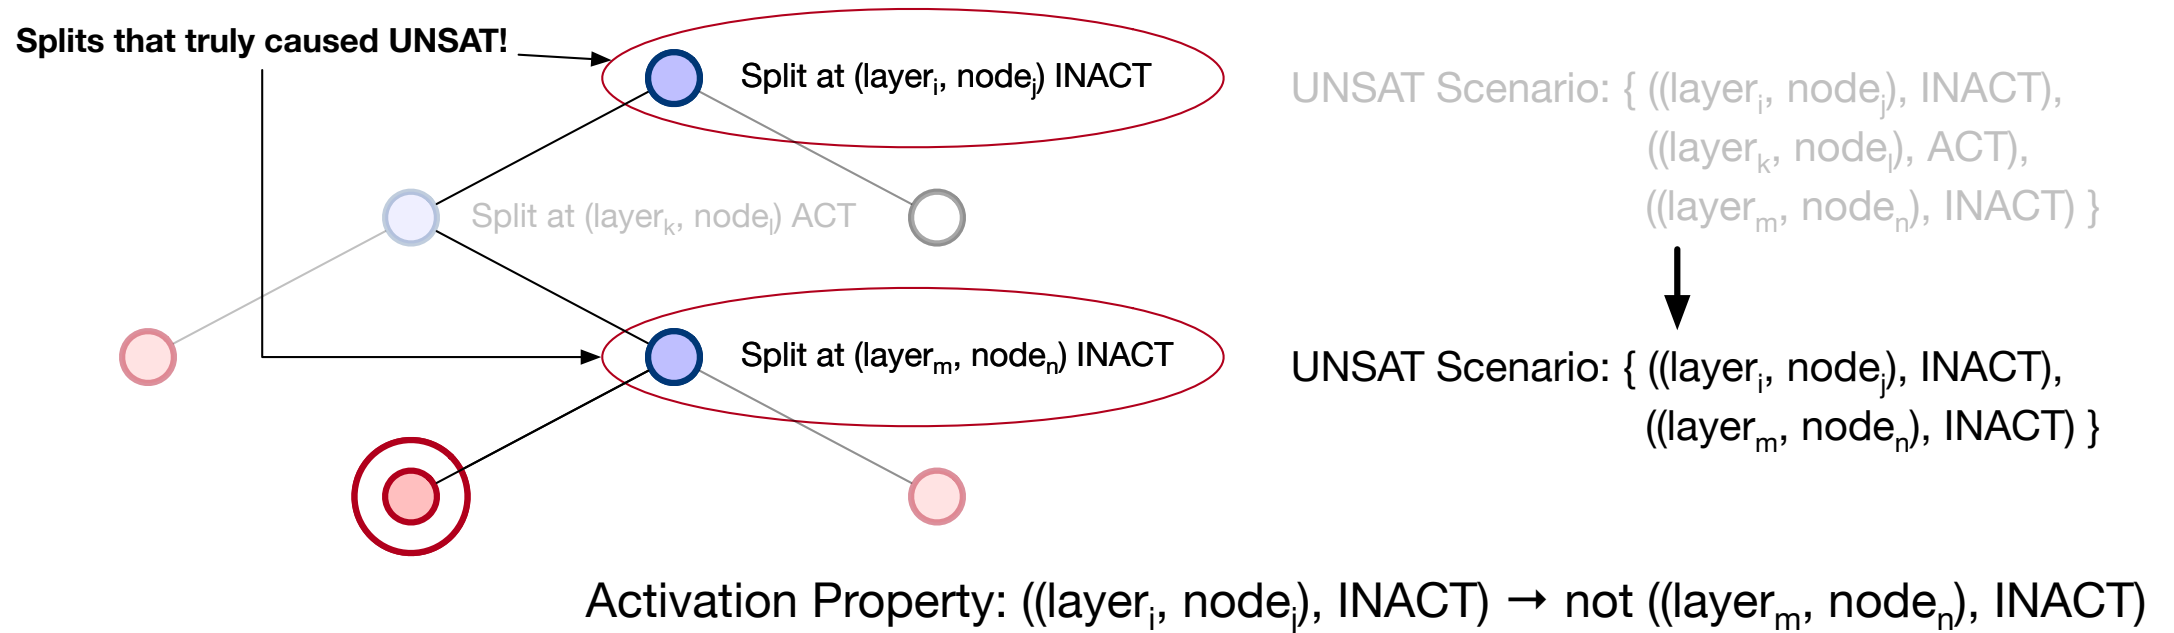 Splits that truly caused UNSAT!
Split at (layer_i, node_j) INACT
Split at (layer_k, node_l) ACT
Split at (layer_m, node_n) INACT
UNSAT Scenario: { ((layer_i, node_j), INACT),
((layer_k, node_l), ACT),
((layer_m, node_n), INACT) }
UNSAT Scenario: { ((layer_i, node_j), INACT),
((layer_m, node_n), INACT) }
Activation Property: ((layer_i, node_j), INACT) → not ((layer_m, node_n), INACT)